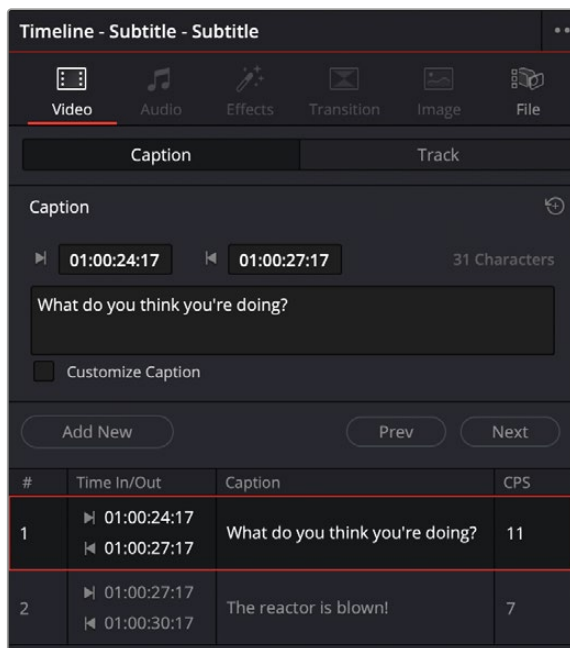 Timeline - Subtitle - Subtitle
Video Audio Effects Transition Image File
Caption Track
Caption
01:00:24:17 01:00:27:17 31 Characters
What do you think you're doing?
Customize Caption
Add New Prev Next
# Time In/Out Caption CPS
1 01:00:24:17 What do you think you're doing? 11
01:00:27:17
2 01:00:27:17 The reactor is blown! 7
01:00:30:17